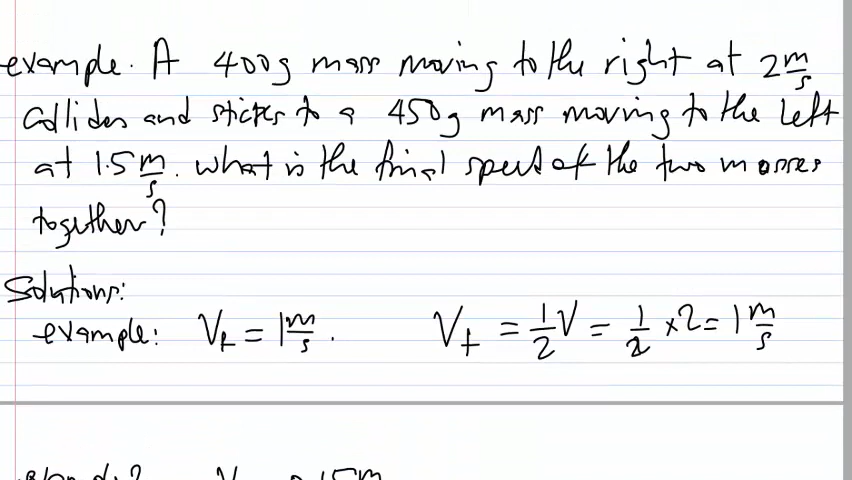 example. A 400g mass moving to the right at 2 m/s
collides and sticks to a 450g mass moving to the left
at 1.5 m/s. what is the final speed of the two masses
together?
Solutions:
example: V_f = 1 m/s. V_f = 1/2 V = 1/2 × 2 = 1 m/s